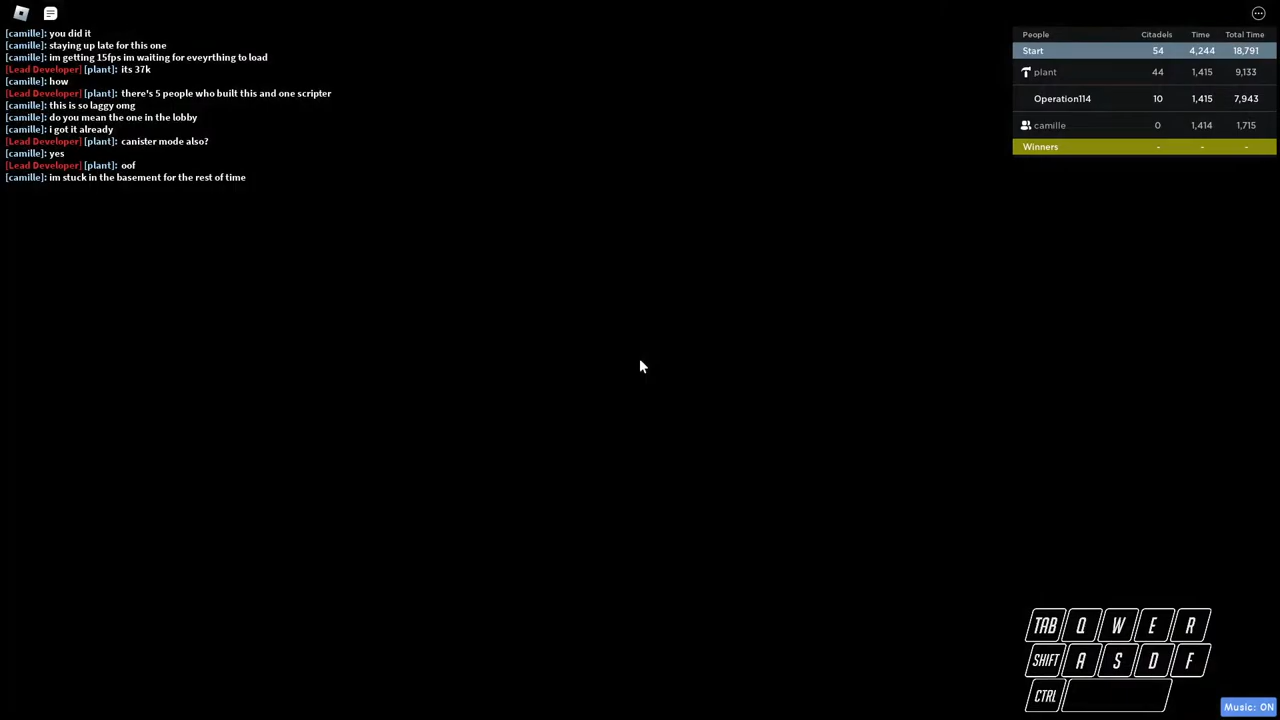 [camille]: you did it
[camille]: staying up late for this one
[camille]: im getting 15fps im waiting for eveyrthing to load
[Lead Developer] [plant]: its 37k
[camille]: how
[Lead Developer] [plant]: there's 5 people who built this and one scripter
[camille]: this is so laggy omg
[camille]: do you mean the one in the lobby
[camille]: i got it already
[Lead Developer] [plant]: canister mode also?
[camille]: yes
[Lead Developer] [plant]: oof
[camille]: im stuck in the basement for the rest of time
People Citadels Time Total Time
Start 54 4,244 18,791
plant 44 1,415 9,133
Operation114 10 1,415 7,943
camille 0 1,414 1,715
Winners - - -
TAB Q W E R
SHIFT A S D F
CTRL
Music: ON